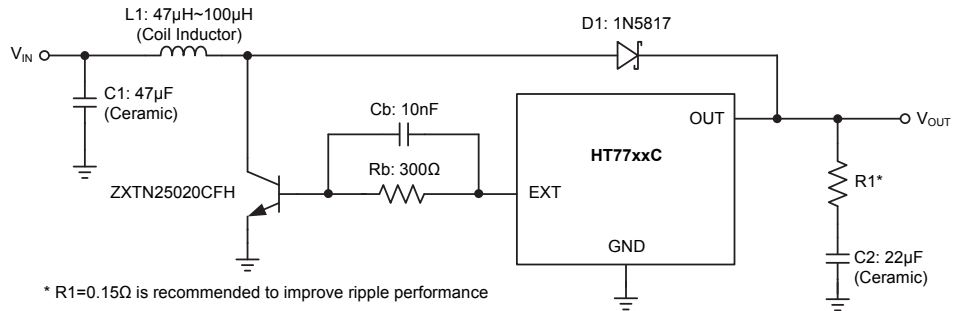 L1: 47µH~100µH
(Coil Inductor)
D1: 1N5817
VIN
C1: 47µF
(Ceramic)
Cb: 10nF
OUT
VOUT
HT77xxC
Rb: 300Ω
R1*
ZXTN25020CFH
EXT
GND
C2: 22µF
(Ceramic)
* R1=0.15Ω is recommended to improve ripple performance